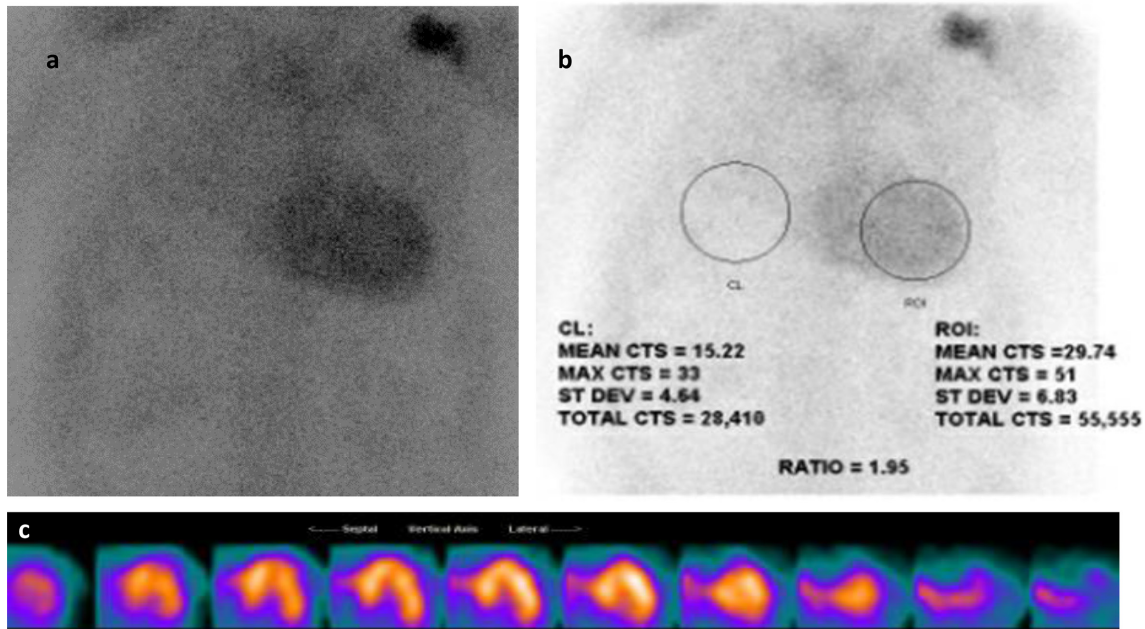 a
b
CL
ROI
CL:
MEAN CTS = 15.22
MAX CTS = 33
ST DEV = 4.64
TOTAL CTS = 28,410
ROI:
MEAN CTS =29.74
MAX CTS = 51
ST DEV = 6.83
TOTAL CTS = 55,555
RATIO = 1.95
c
<----- Septal Vertical Axis Lateral ----->